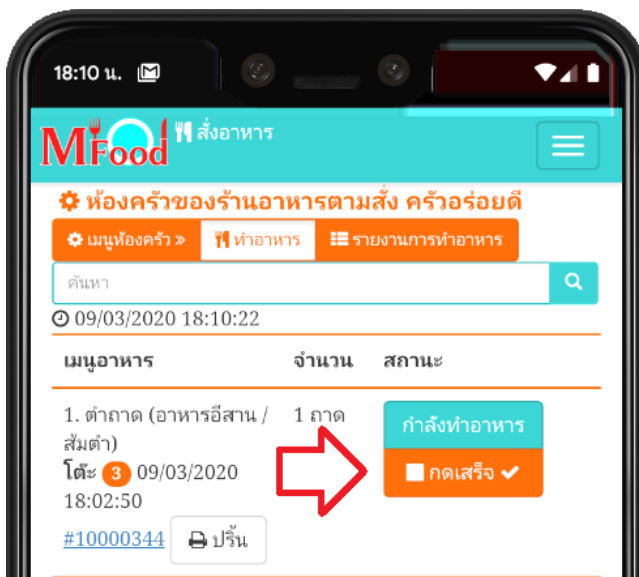 18:10 น.
MFood สั่งอาหาร
ห้องครัวของร้านอาหารตามสั่ง ครัวอร่อยดี
เมนูห้องครัว » ทำอาหาร รายงานการทำอาหาร
ค้นหา
09/03/2020 18:10:22
เมนูอาหาร จำนวน สถานะ
1. ตำถาด (อาหารอีสาน / 1 ถาด กำลังทำอาหาร
ส้มตำ)
โต๊ะ 3 09/03/2020 กดเสร็จ
18:02:50
#10000344 ปริ้น